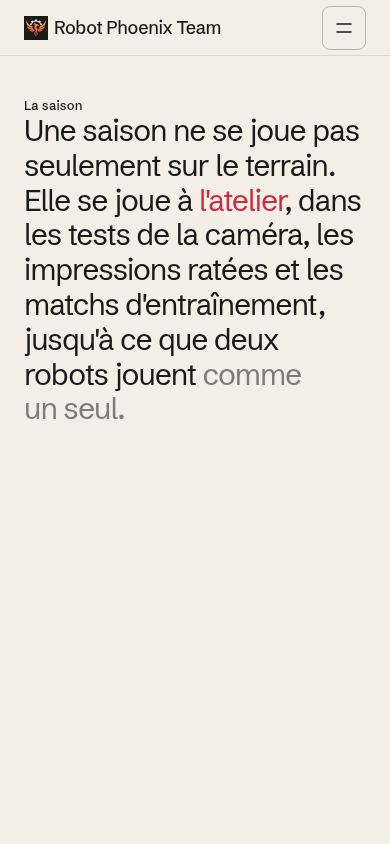 Robot Phoenix Team
La saison
Une saison ne se joue pas
seulement sur le terrain.
Elle se joue à l'atelier, dans
les tests de la caméra, les
impressions ratées et les
matchs d'entraînement,
jusqu'à ce que deux
robots jouent comme
un seul.